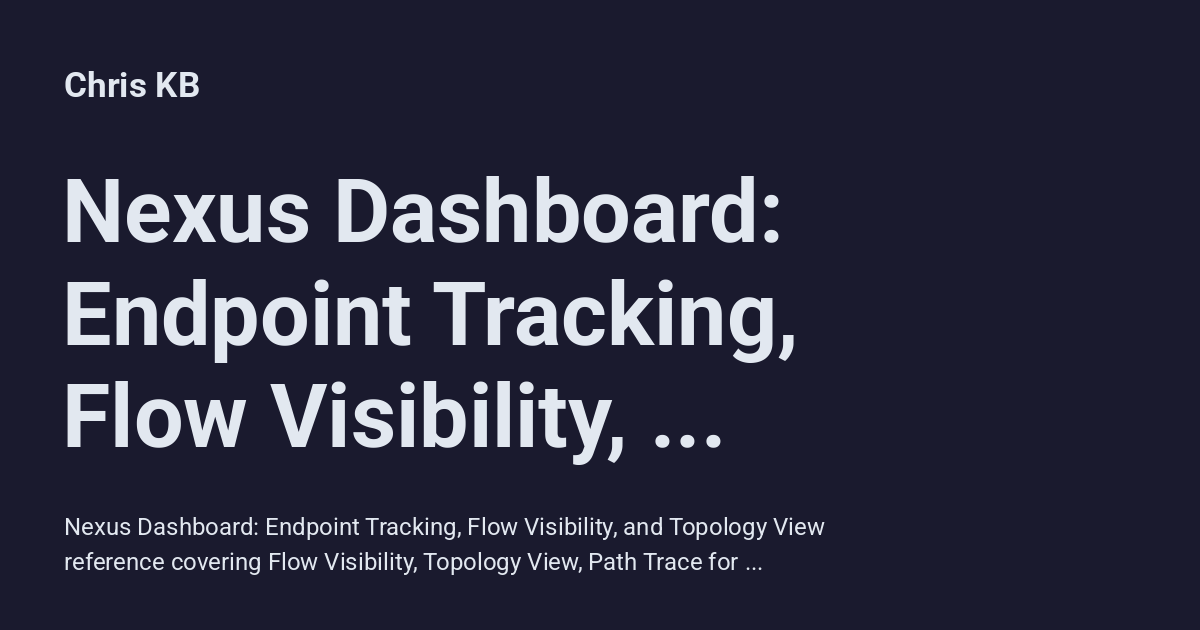 Chris KB
Nexus Dashboard:
Endpoint Tracking,
Flow Visibility, ...
Nexus Dashboard: Endpoint Tracking, Flow Visibility, and Topology View
reference covering Flow Visibility, Topology View, Path Trace for ...